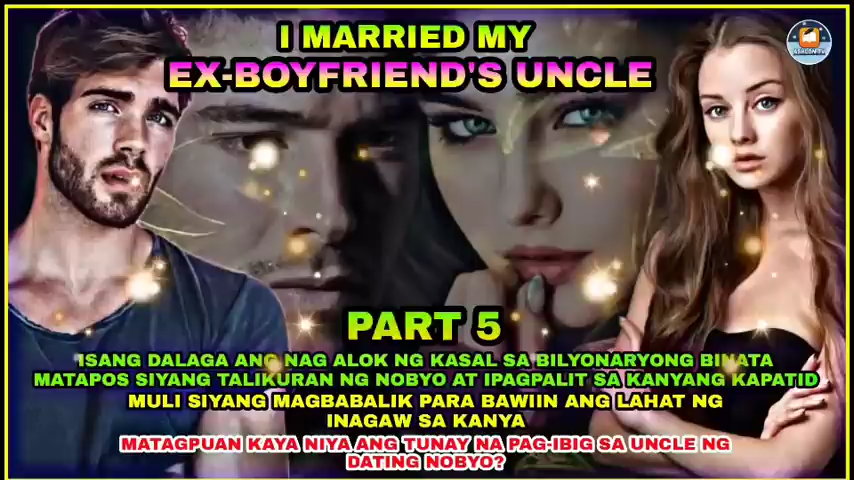 I MARRIED MY
EX-BOYFRIEND'S UNCLE
PART 5
ISANG DALAGA ANG NAG ALOK NG KASAL SA BILYONARYONG BINATA
MATAPOS SIYANG TALIKURAN NG NOBYO AT IPAGPALIT SA KANYANG KAPATID
MULI SIYANG MAGBABALIK PARA BAWIIN ANG LAHAT NG
INAGAW SA KANYA
MATAGPUAN KAYA NIYA ANG TUNAY NA PAG-IBIG SA UNCLE NG
DATING NOBYO?